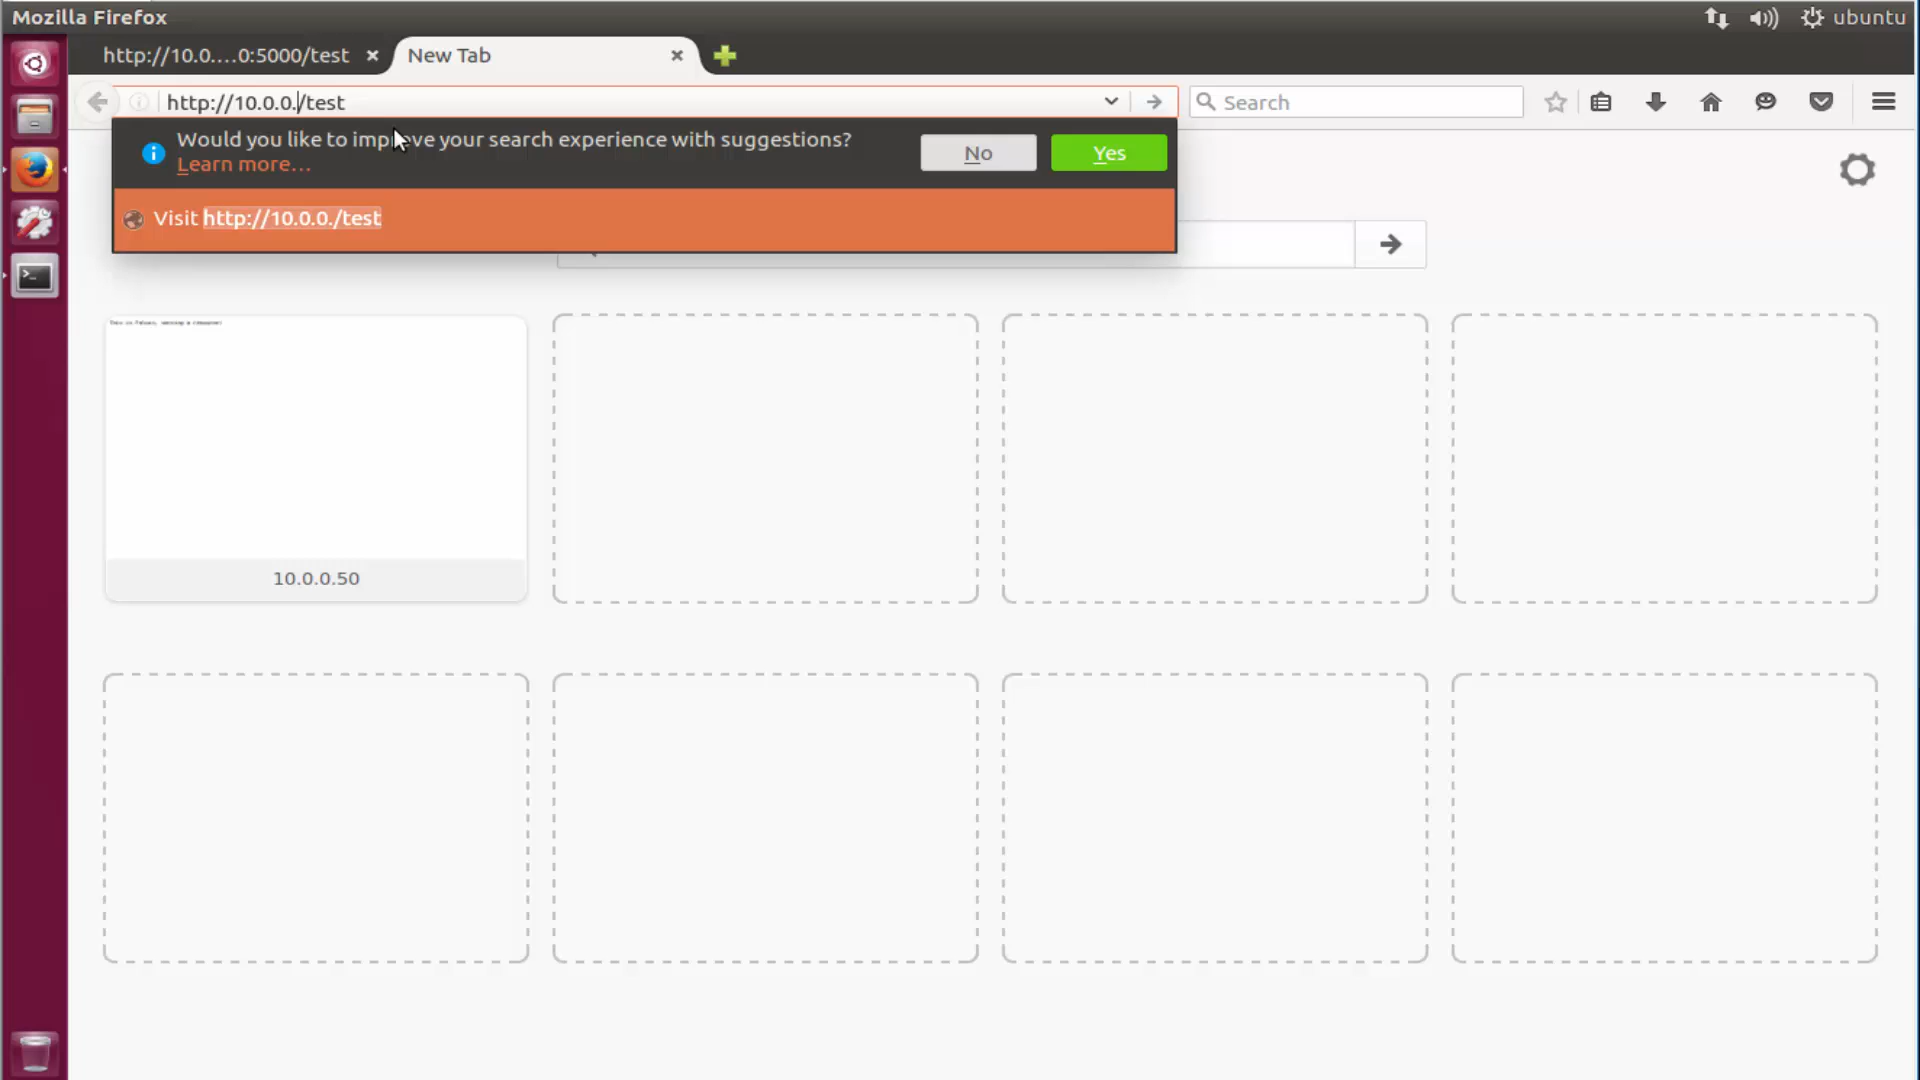 Mozilla Firefox
ubuntu
http://10.0....0:5000/test
New Tab
http://10.0.0./test
Search
Would you like to improve your search experience with suggestions?
Learn more...
No
Yes
Visit http://10.0.0./test
10.0.0.50